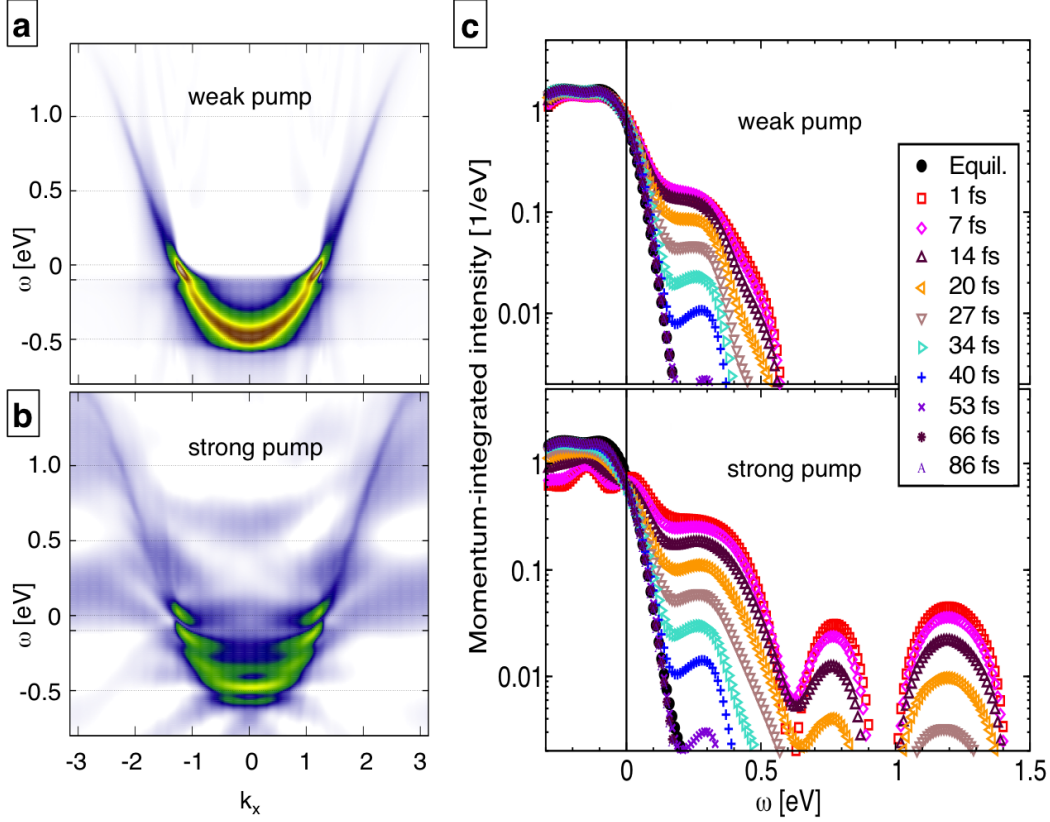 a
weak pump
1.0
0.5
0
-0.5
ω [eV]
b
strong pump
1.0
0.5
0
-0.5
ω [eV]
-3 -2 -1 0 1 2 3
kx
c
Momentum-integrated intensity [1/eV]
1
0.1
0.01
weak pump
Equil.
1 fs
7 fs
14 fs
20 fs
27 fs
34 fs
40 fs
53 fs
66 fs
86 fs
1
0.1
0.01
strong pump
0 0.5 1 1.5
ω [eV]